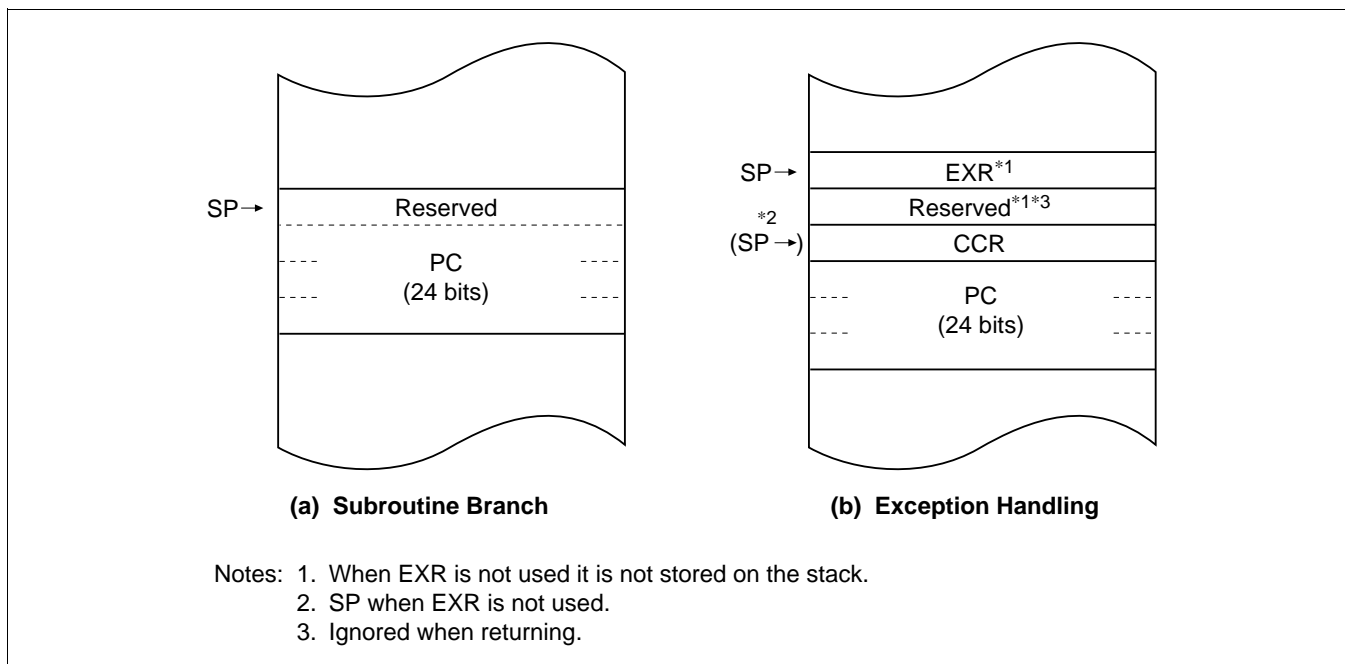 SP→
Reserved
PC
(24 bits)
(a) Subroutine Branch
SP→
EXR*1
Reserved*1*3
*2
(SP→)
CCR
PC
(24 bits)
(b) Exception Handling
Notes: 1. When EXR is not used it is not stored on the stack.
2. SP when EXR is not used.
3. Ignored when returning.